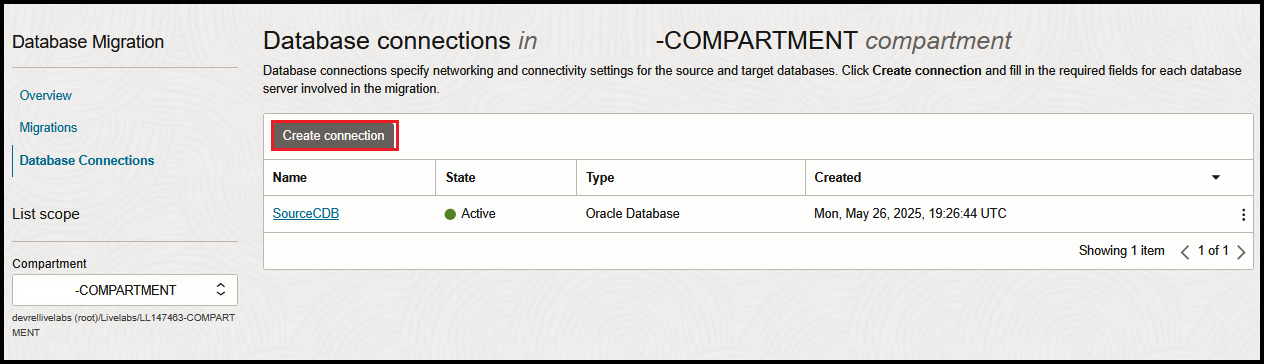 Database Migration
Overview
Migrations
Database Connections
List scope
Compartment
-COMPARTMENT
devrellivelabs (root)/Livelabs/LL147463-COMPART
MENT
Database connections in -COMPARTMENT compartment
Database connections specify networking and connectivity settings for the source and target databases. Click Create connection and fill in the required fields for each database
server involved in the migration.
Create connection
Name State Type Created
SourceCDB Active Oracle Database Mon, May 26, 2025, 19:26:44 UTC
Showing 1 item 1 of 1